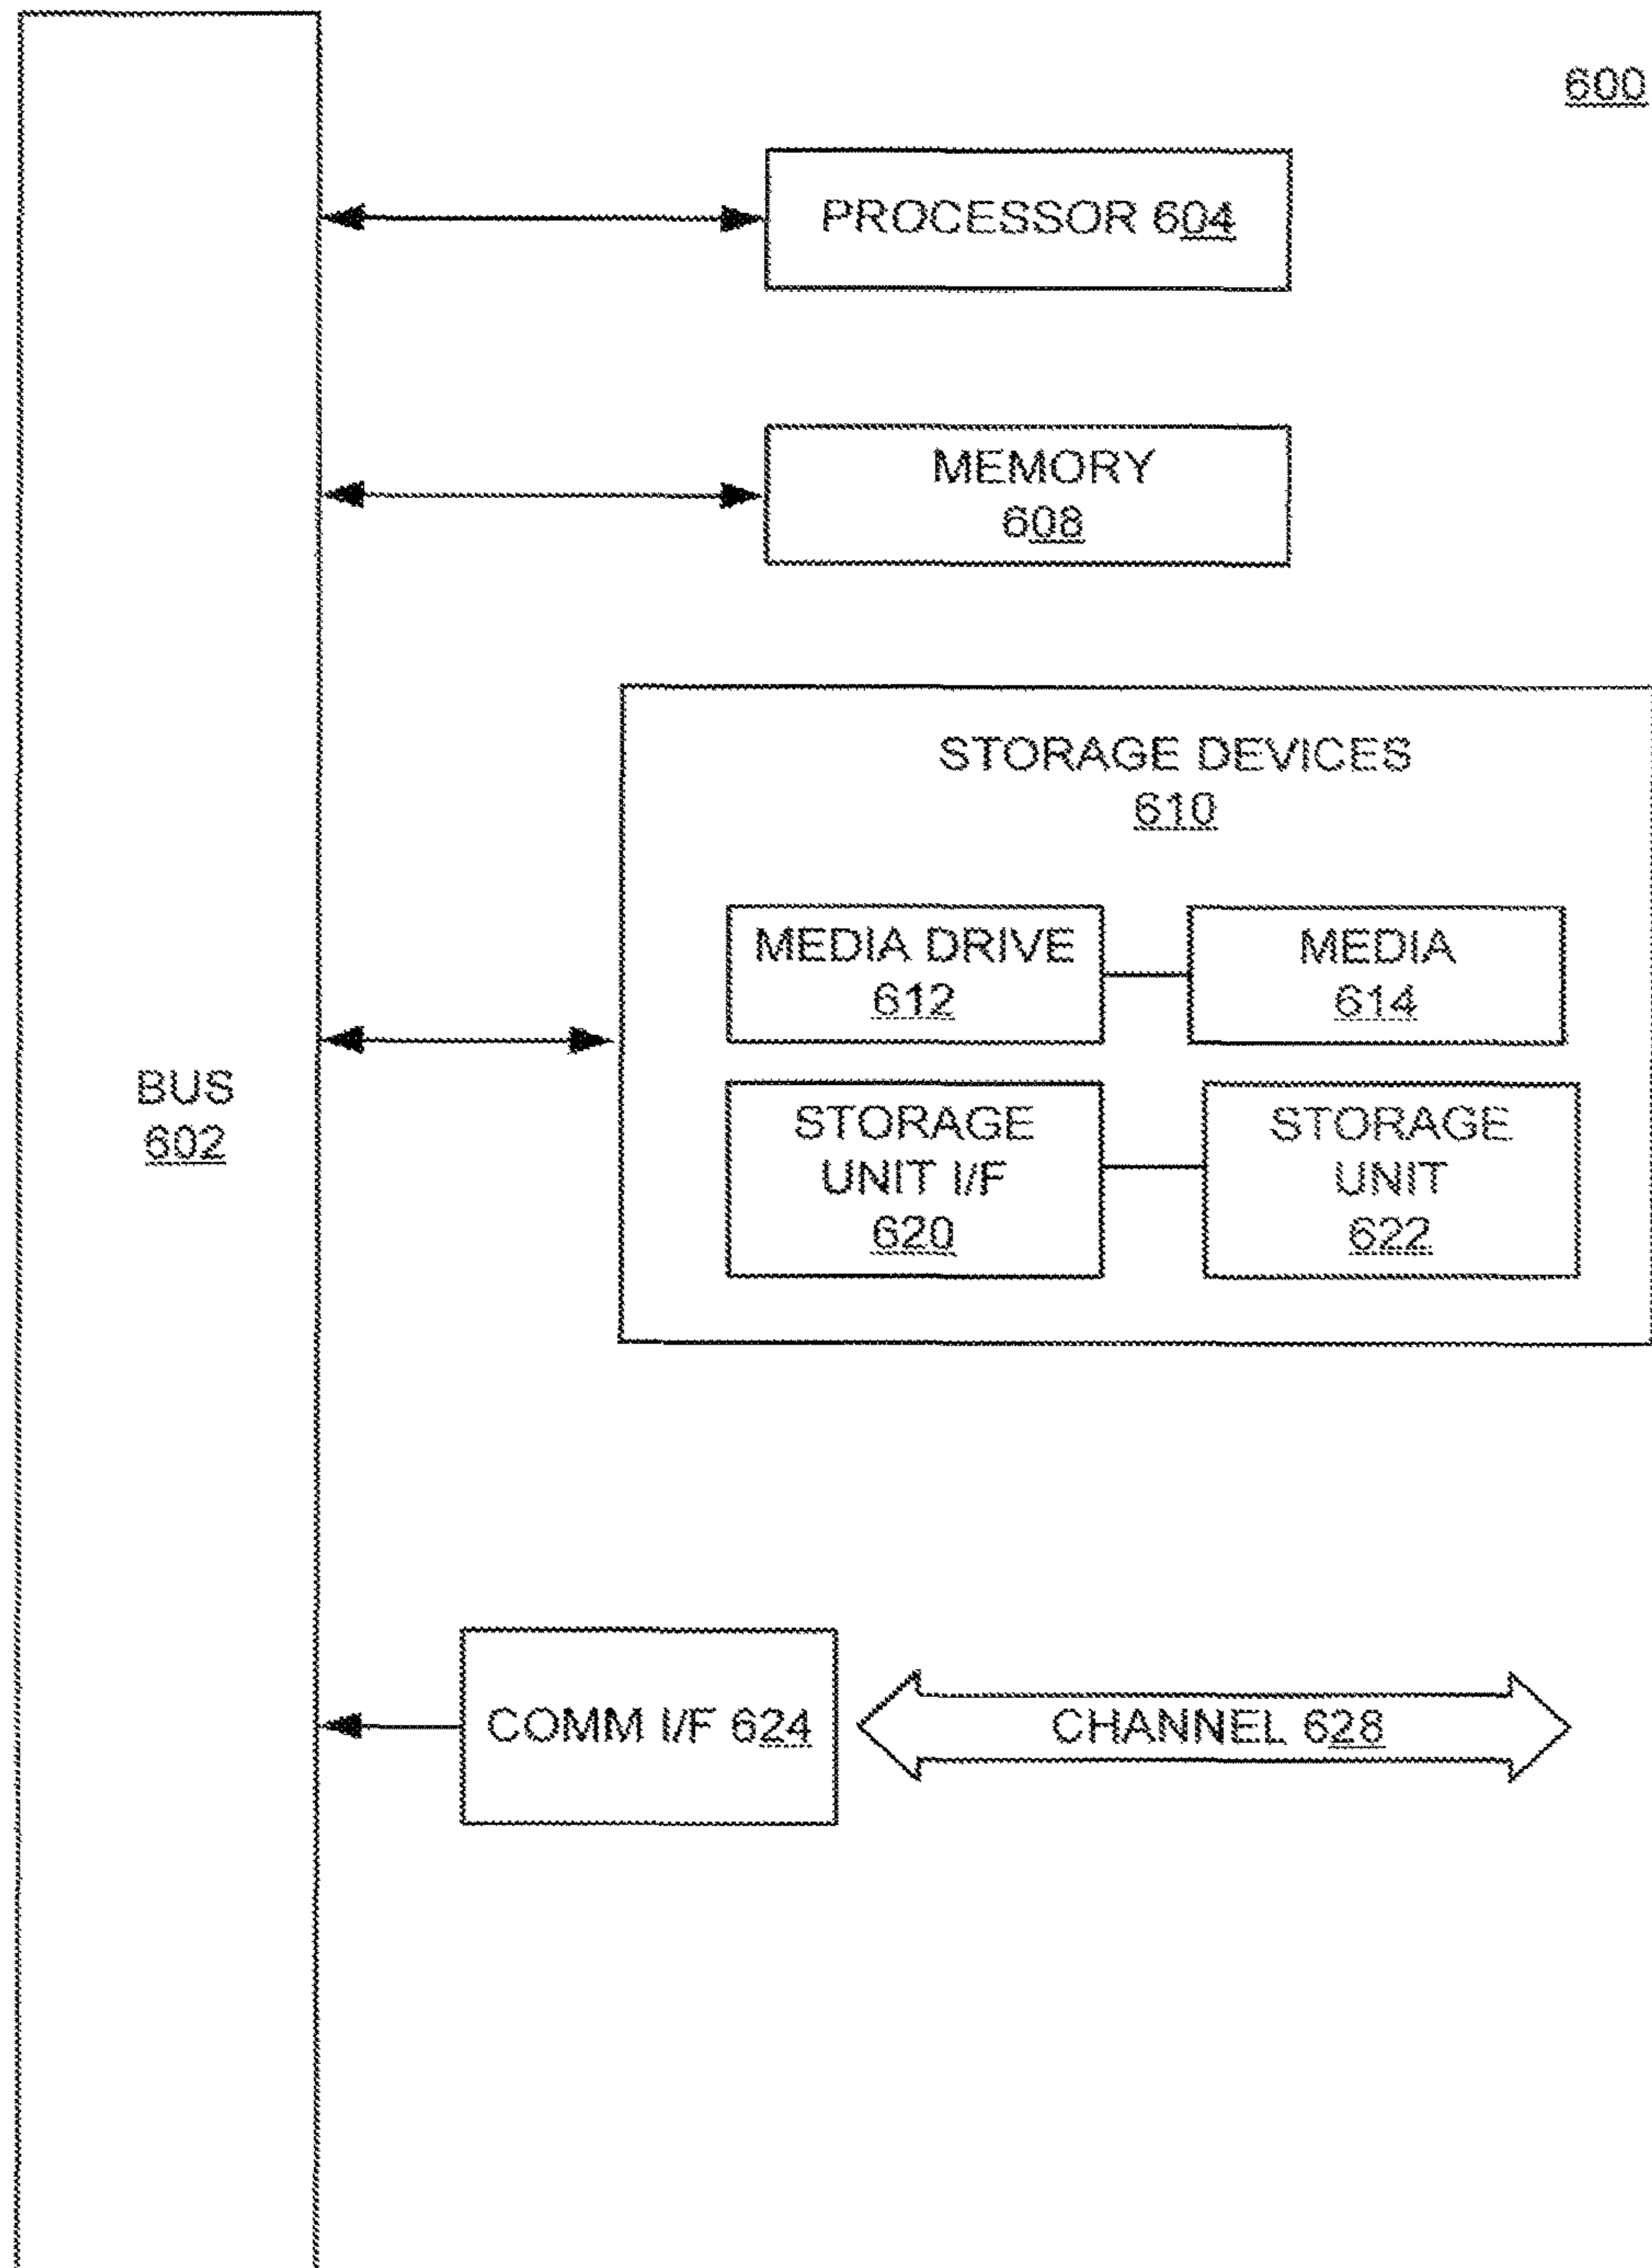 600
PROCESSOR 604
MEMORY
608
STORAGE DEVICES
610
MEDIA DRIVE
612
MEDIA
614
BUS
602
STORAGE
UNIT I/F
620
STORAGE
UNIT
622
COMM I/F 624
CHANNEL 628